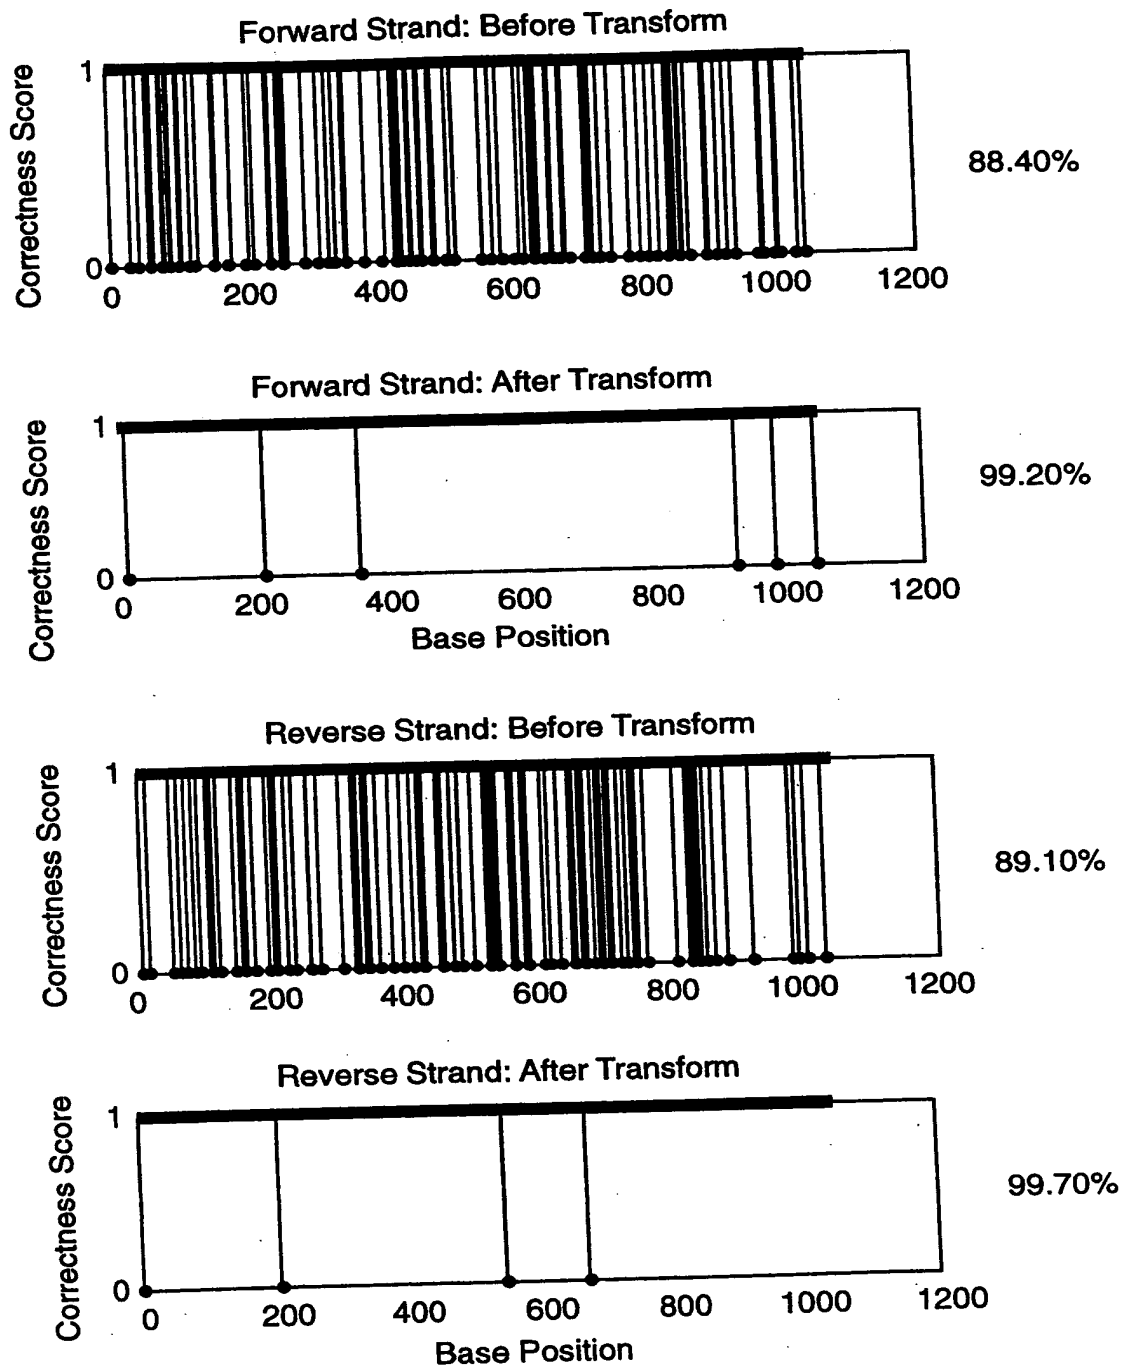 Forward Strand: Before Transform
Correctness Score
1
0
0 200 400 600 800 1000 1200
88.40%
Forward Strand: After Transform
Correctness Score
1
0
0 200 400 600 800 1000 1200
Base Position
99.20%
Reverse Strand: Before Transform
Correctness Score
1
0
0 200 400 600 800 1000 1200
89.10%
Reverse Strand: After Transform
Correctness Score
1
0
0 200 400 600 800 1000 1200
Base Position
99.70%